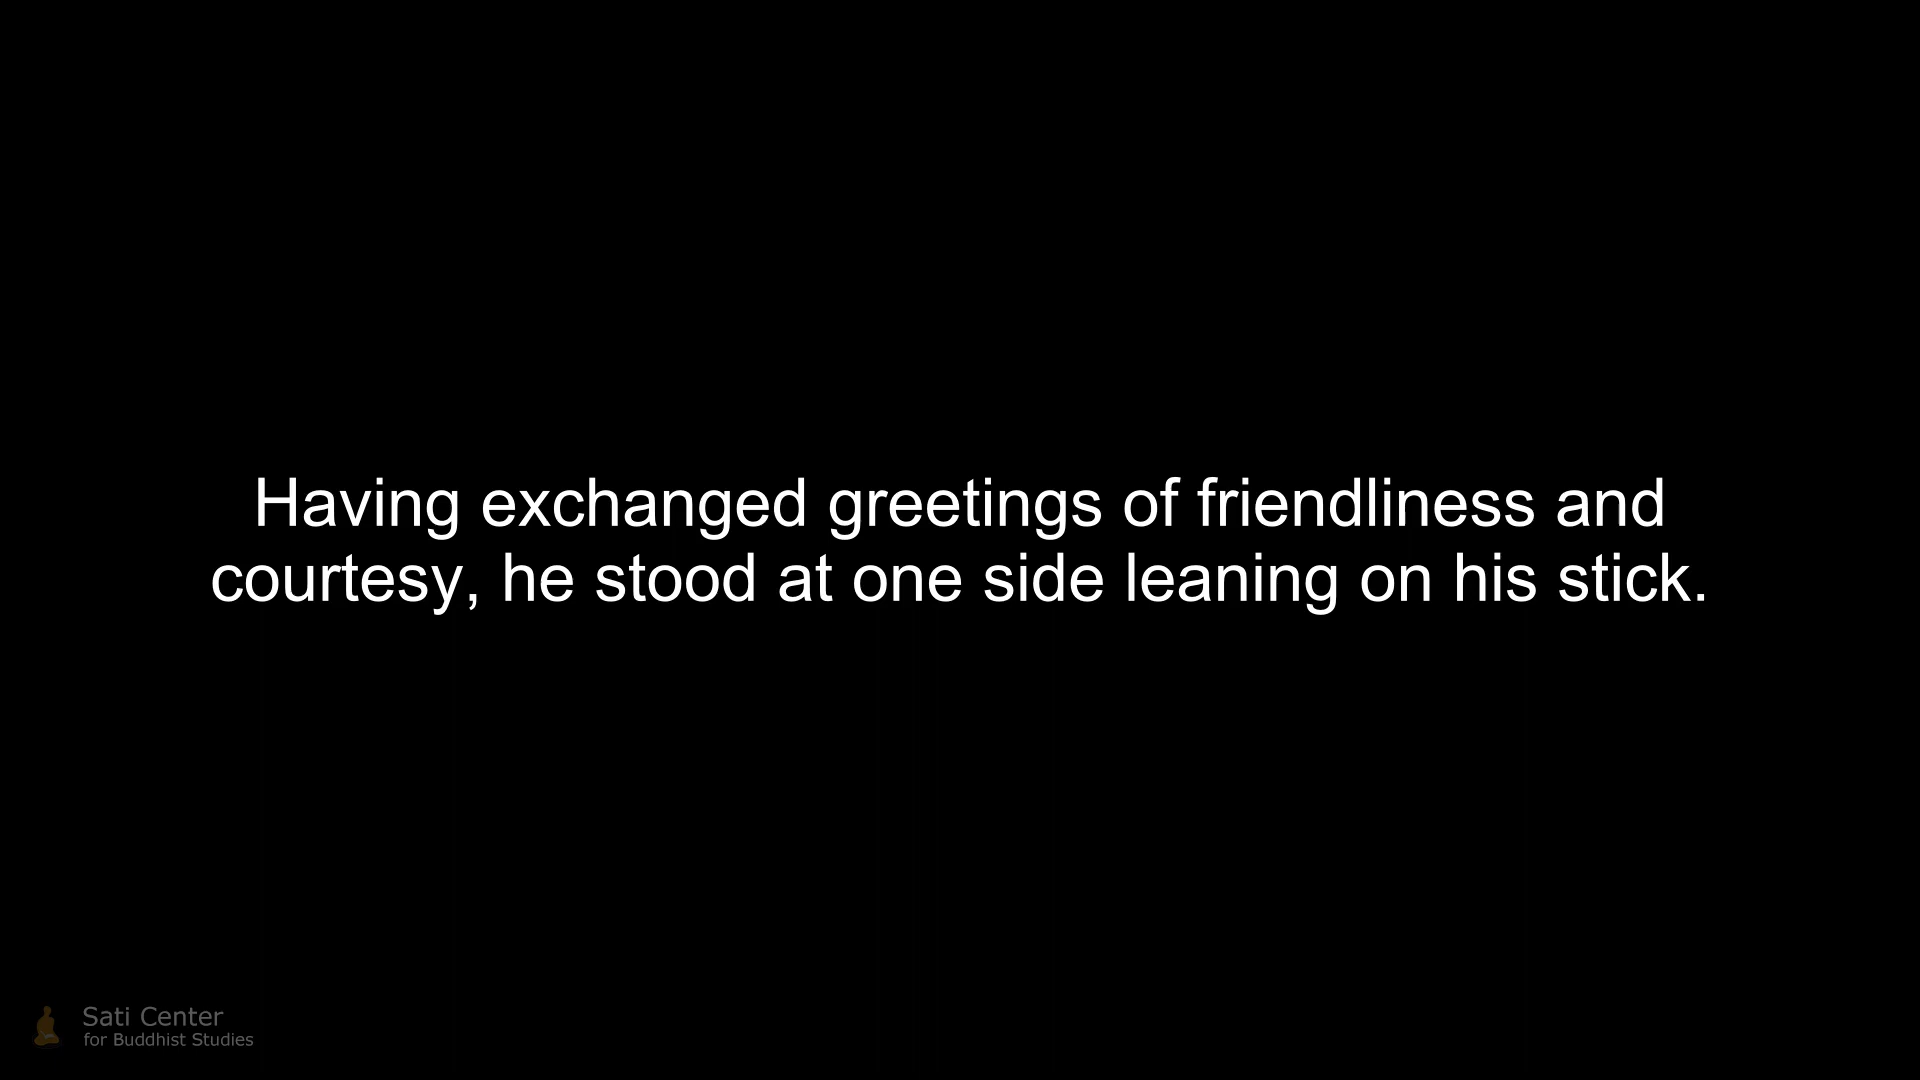 Having exchanged greetings of friendliness and
courtesy, he stood at one side leaning on his stick.
Sati Center
for Buddhist Studies